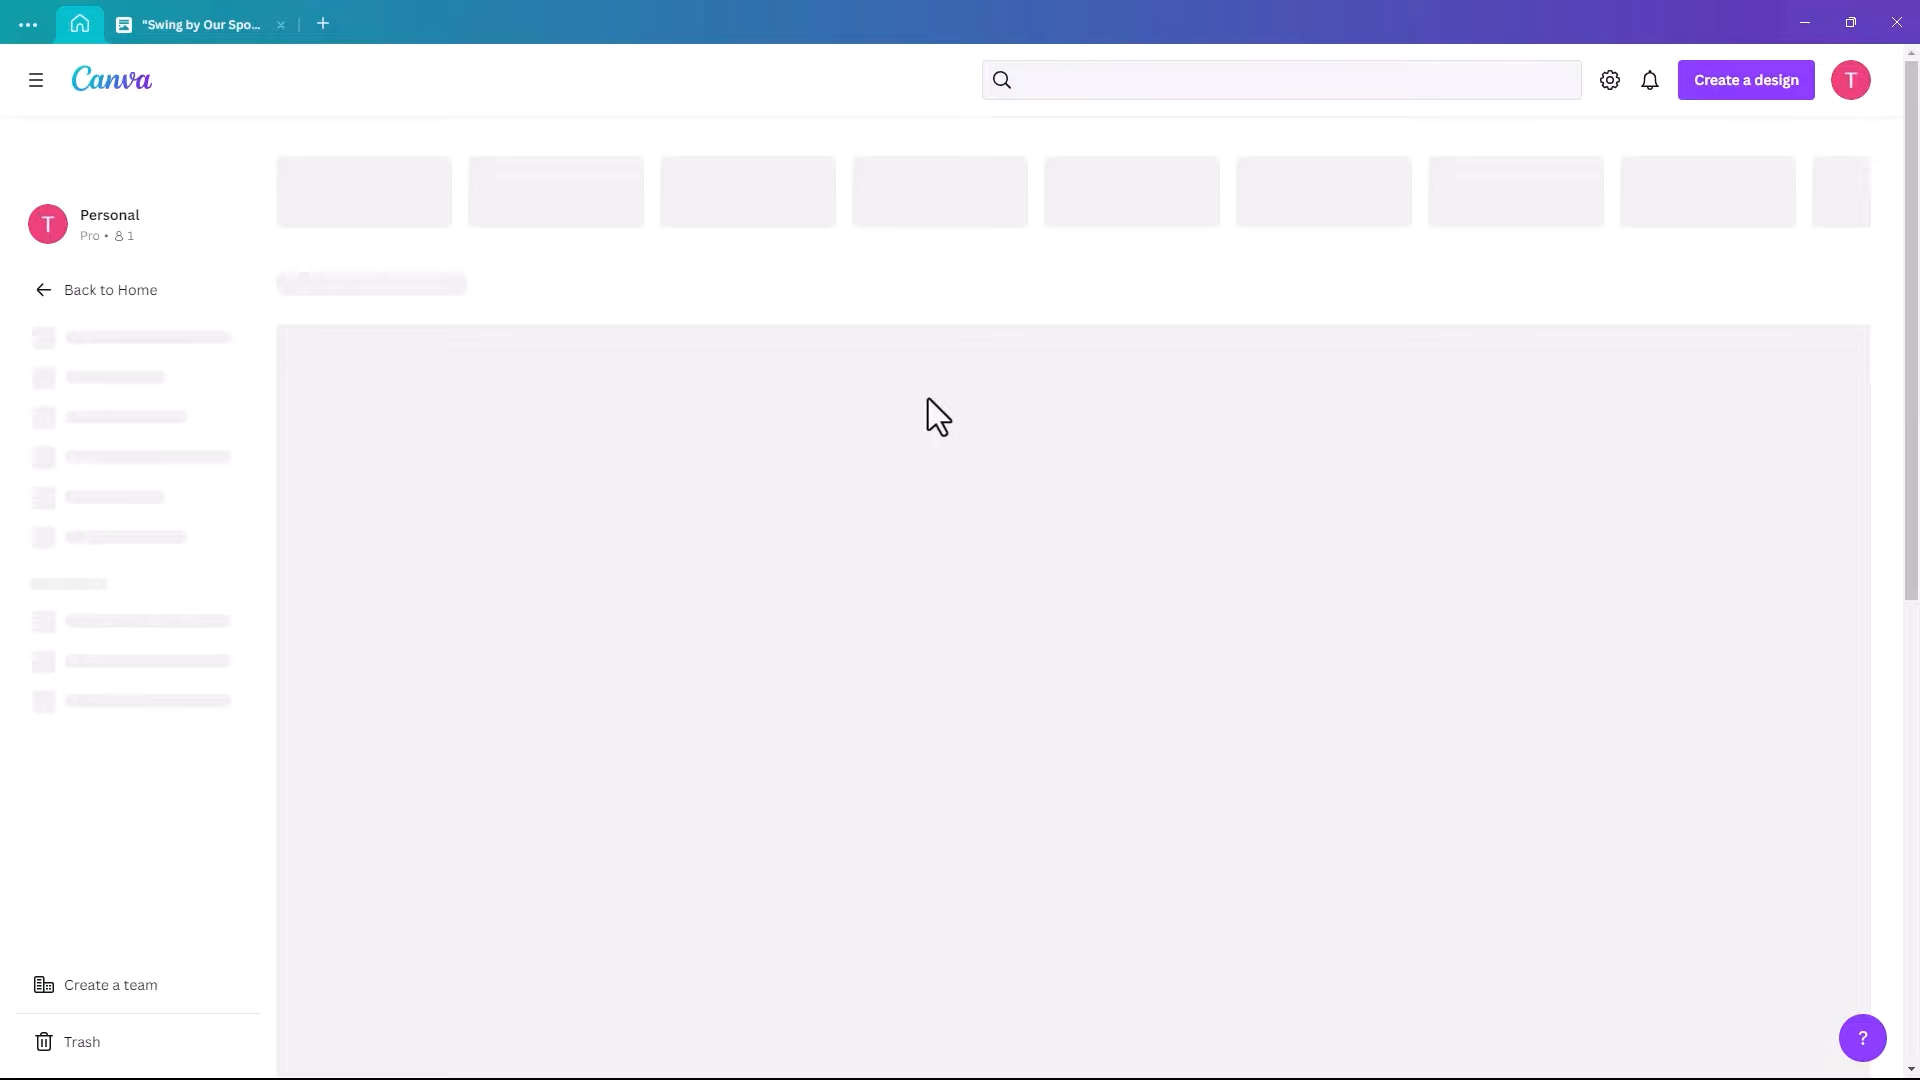 "Swing by Our Spo...
Canva
Create a design
T
T
Personal
Pro • 1
Back to Home
Create a team
Trash
?